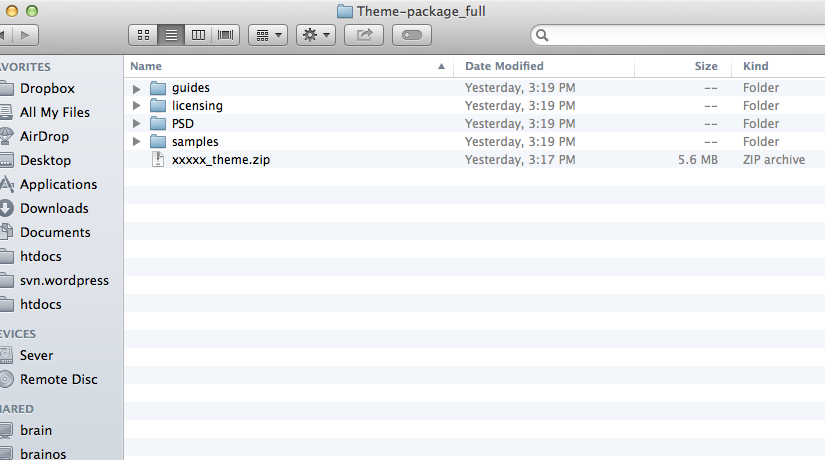 Theme-package_full
Name Date Modified Size Kind
guides Yesterday, 3:19 PM -- Folder
licensing Yesterday, 3:19 PM -- Folder
PSD Yesterday, 3:19 PM -- Folder
samples Yesterday, 3:19 PM -- Folder
xxxxx_theme.zip Yesterday, 3:17 PM 5.6 MB ZIP archive
AVORITES
Dropbox
All My Files
AirDrop
Desktop
Applications
Downloads
Documents
htdocs
svn.wordpress
htdocs
EVICES
Sever
Remote Disc
HARED
brain
brainos